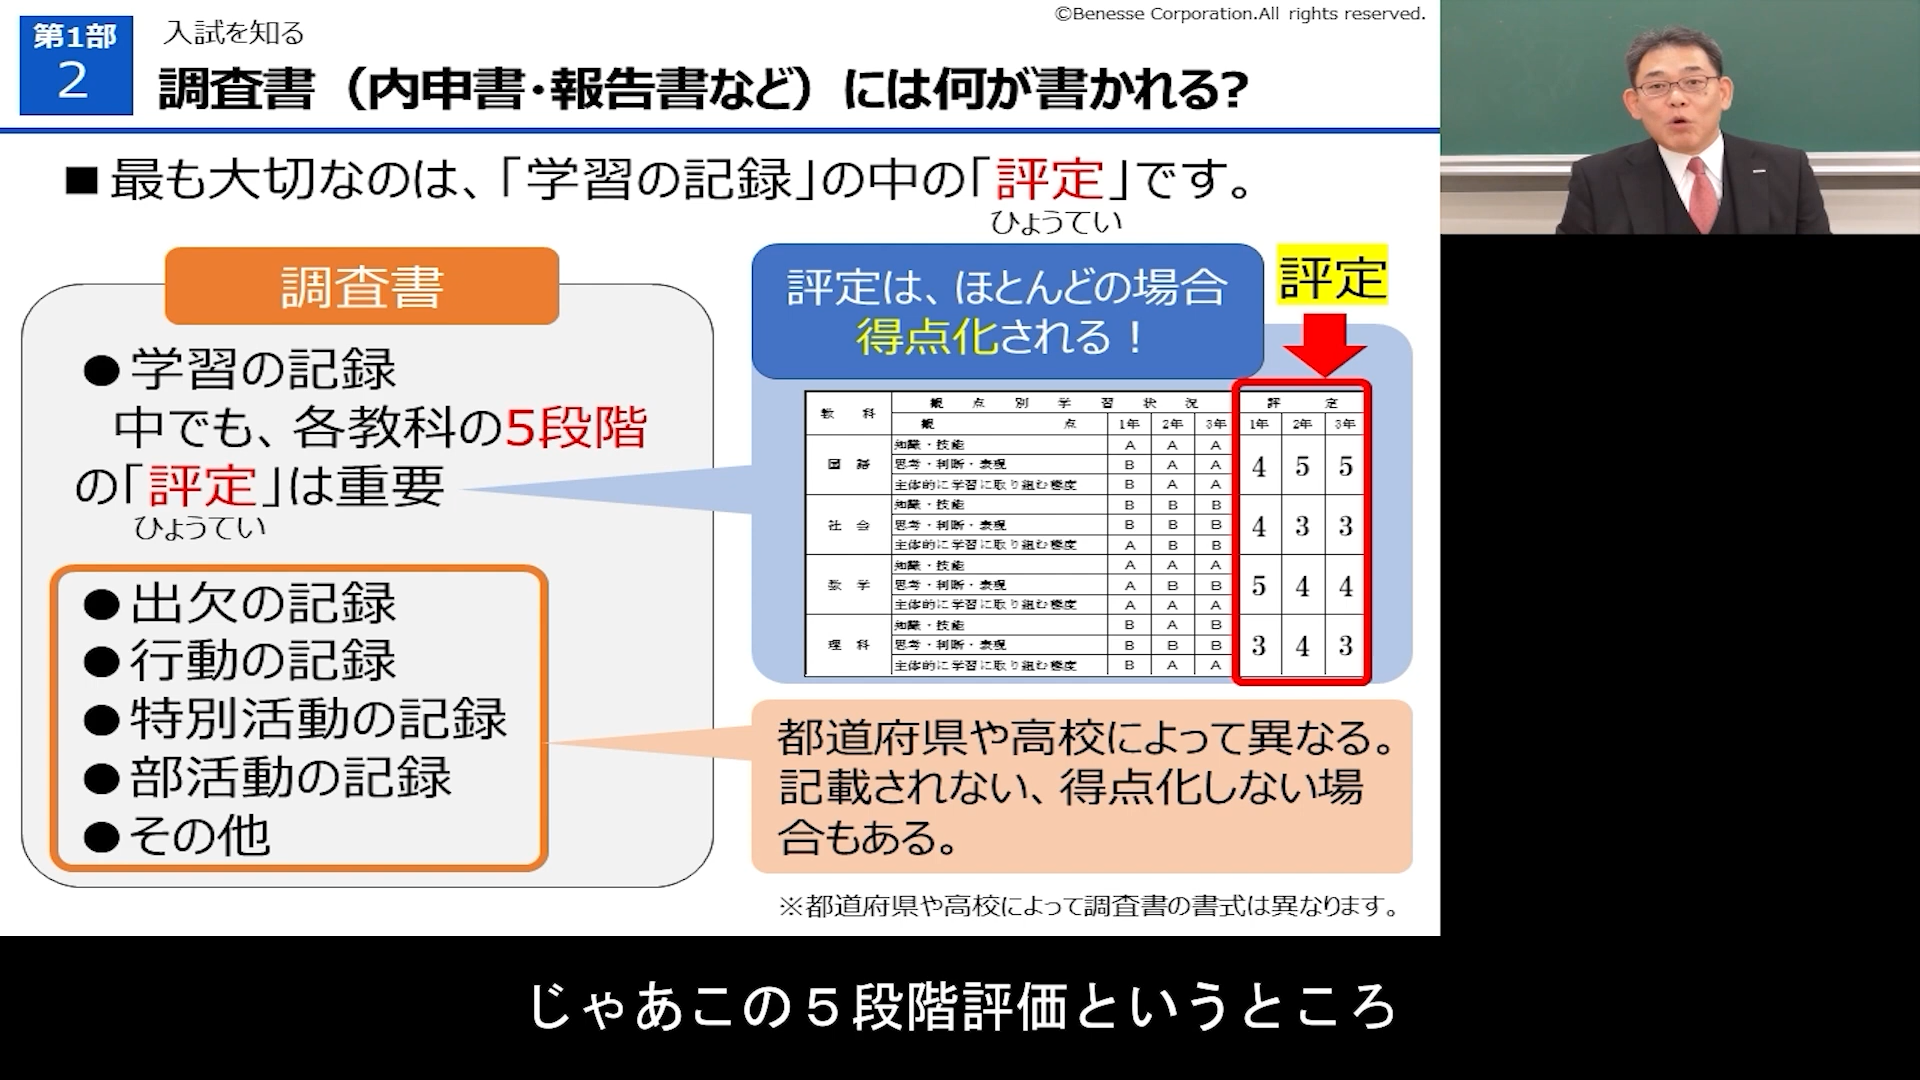 ©Benesse Corporation.All rights reserved.
第1部
2
入試を知る
調査書（内申書・報告書など）には何が書かれる?
■最も大切なのは、「学習の記録」の中の「評定」です。
ひょうてい
調査書
●学習の記録
中でも、各教科の5段階
の「評定」は重要
ひょうてい
●出欠の記録
●行動の記録
●特別活動の記録
●部活動の記録
●その他
評定は、ほとんどの場合
得点化される！
評定
教科 観点別学習状況 評定
観点 1年 2年 3年 1年 2年 3年
国語 知識・技能 A A A 4 5 5
思考・判断・表現 B A A
主体的に学習に取り組む態度 B A A
社会 知識・技能 B B B 4 3 3
思考・判断・表現 B B B
主体的に学習に取り組む態度 A B B
数学 知識・技能 A A A 5 4 4
思考・判断・表現 A B B
主体的に学習に取り組む態度 A A A
理科 知識・技能 B A B 3 4 3
思考・判断・表現 B B B
主体的に学習に取り組む態度 B A A
都道府県や高校によって異なる。
記載されない、得点化しない場
合もある。
※都道府県や高校によって調査書の書式は異なります。
じゃあこの５段階評価というところ